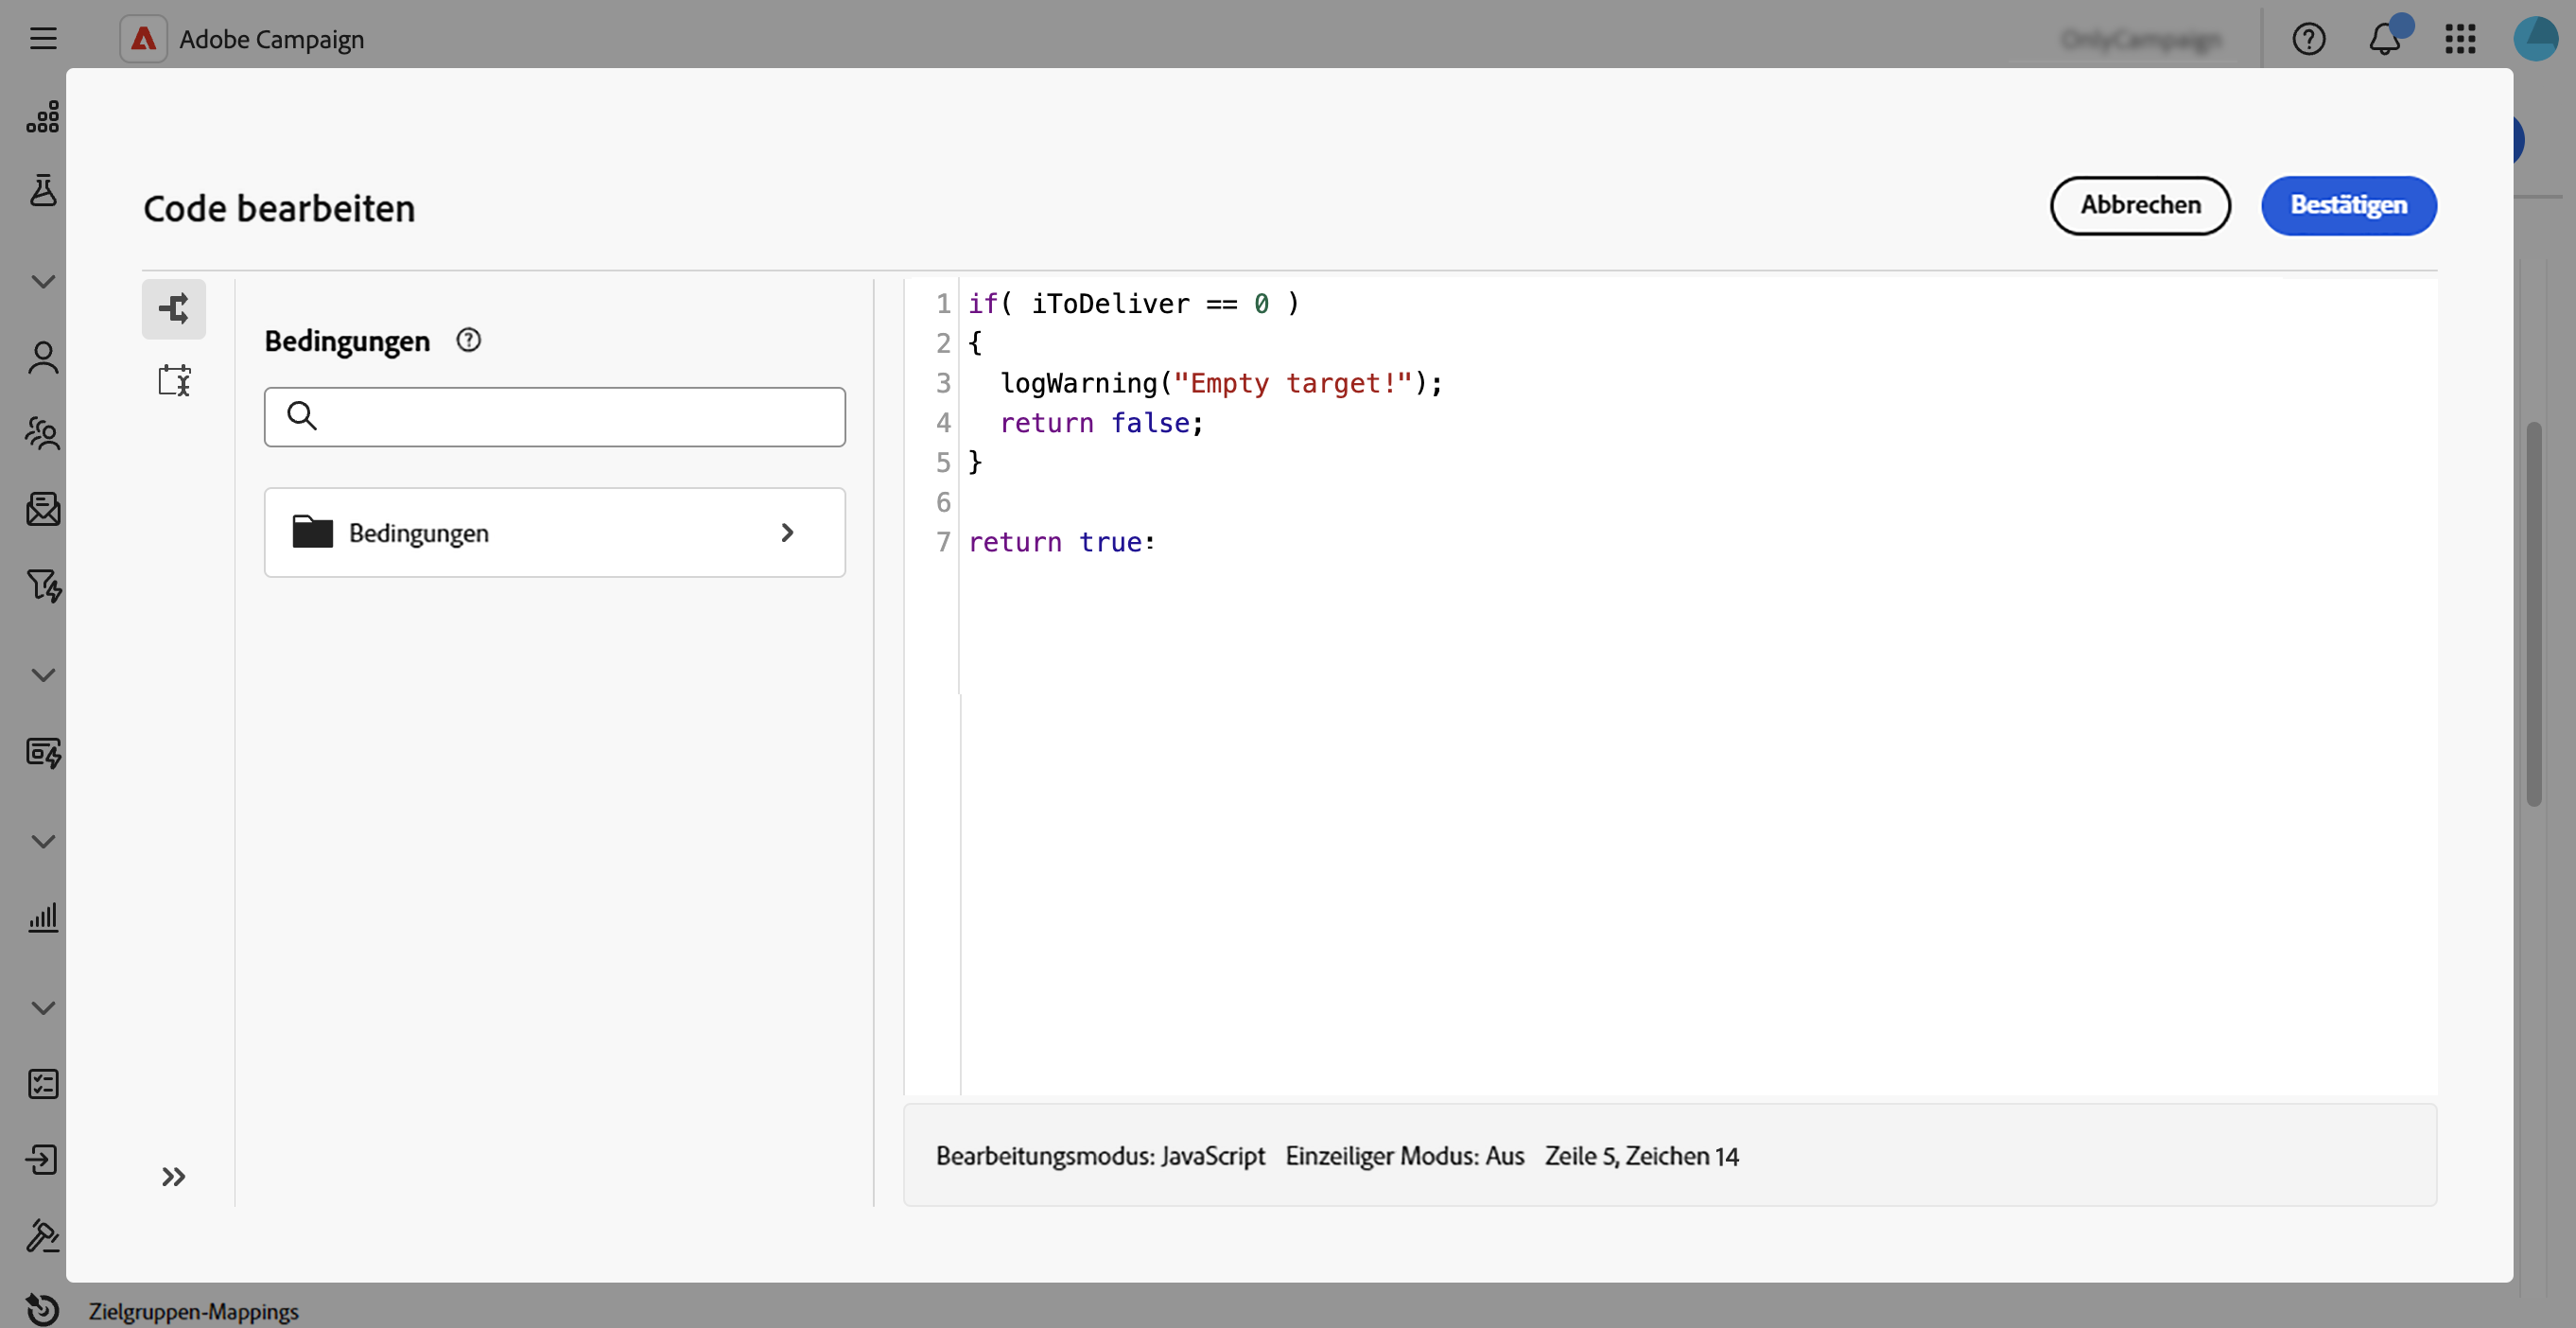 Adobe Campaign
OnlyCampaign
Code bearbeiten
Abbrechen
Bestätigen
Bedingungen
Bedingungen
1 if( iToDeliver == 0 )
2 {
3   logWarning("Empty target!");
4   return false;
5 }
6
7 return true:
Bearbeitungsmodus: JavaScript Einzeiliger Modus: Aus Zeile 5, Zeichen 14
Zielgruppen-Mappings